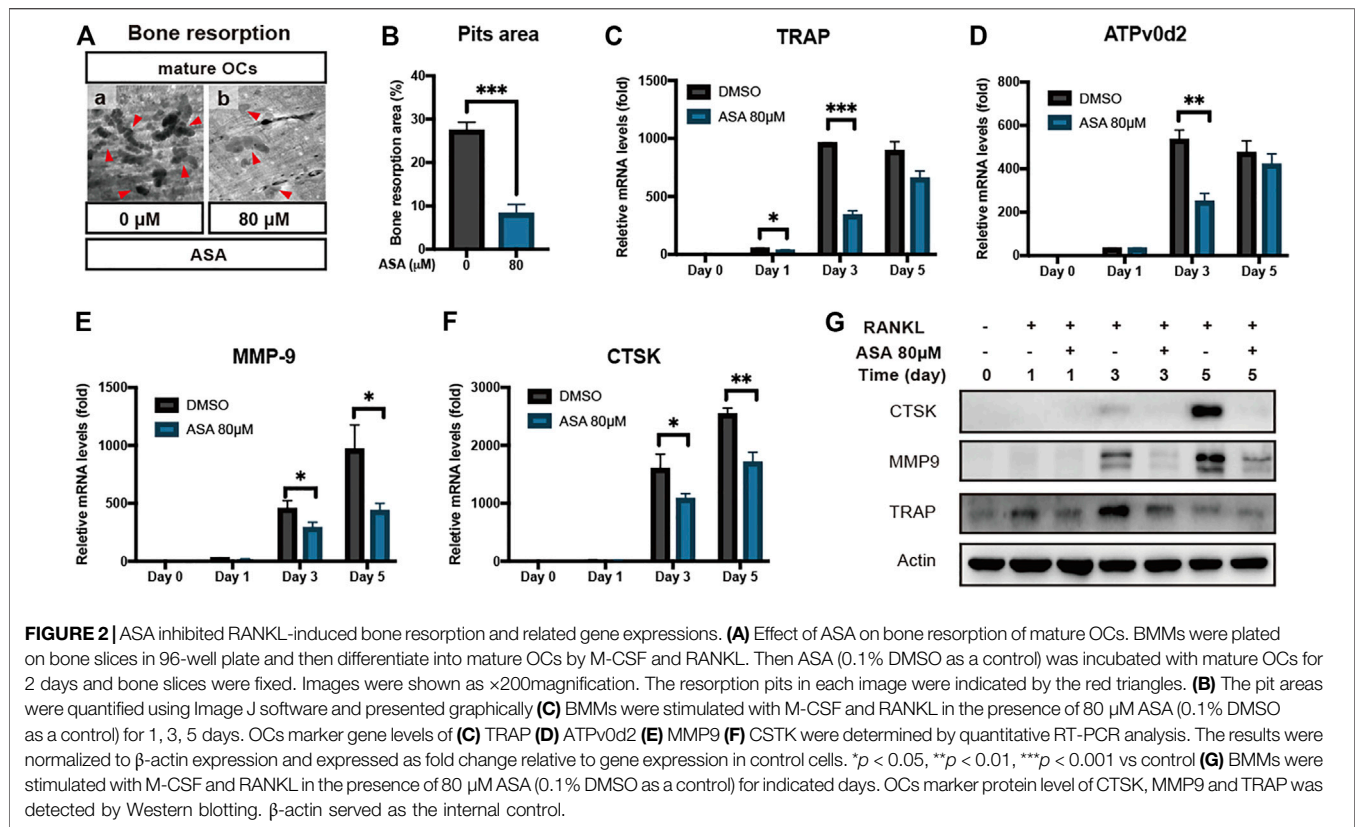 A Bone resorption
mature OCs
a b
0 μM 80 μM
ASA
B Pits area
Bone resorption area (%)
40
30
20
10
0
***
ASA (μM) 0 80
C TRAP
Reletive mRNA levels (fold)
1500
1000
500
0
DMSO
ASA 80μM
* ***
Day 0 Day 1 Day 3 Day 5
D ATPv0d2
Reletive mRNA levels (fold)
800
600
400
200
0
DMSO
ASA 80μM
**
Day 0 Day 1 Day 3 Day 5
E MMP-9
Reletive mRNA levels (fold)
1500
1000
500
0
DMSO
ASA 80μM
* *
Day 0 Day 1 Day 3 Day 5
F CTSK
Reletive mRNA levels (fold)
3000
2000
1000
0
DMSO
ASA 80μM
* **
Day 0 Day 1 Day 3 Day 5
G RANKL - + + + + + +
ASA 80μM - - + - + - +
Time (day) 0 1 1 3 3 5 5
CTSK
MMP9
TRAP
Actin
FIGURE 2 | ASA inhibited RANKL-induced bone resorption and related gene expressions. (A) Effect of ASA on bone resorption of mature OCs. BMMs were plated
on bone slices in 96-well plate and then differentiate into mature OCs by M-CSF and RANKL. Then ASA (0.1% DMSO as a control) was incubated with mature OCs for
2 days and bone slices were fixed. Images were shown as ×200magnification. The resorption pits in each image were indicated by the red triangles. (B) The pit areas
were quantified using Image J software and presented graphically (C) BMMs were stimulated with M-CSF and RANKL in the presence of 80 μM ASA (0.1% DMSO
as a control) for 1, 3, 5 days. OCs marker gene levels of (C) TRAP (D) ATPv0d2 (E) MMP9 (F) CSTK were determined by quantitative RT-PCR analysis. The results were
normalized to β-actin expression and expressed as fold change relative to gene expression in control cells. *p < 0.05, **p < 0.01, ***p < 0.001 vs control (G) BMMs were
stimulated with M-CSF and RANKL in the presence of 80 μM ASA (0.1% DMSO as a control) for indicated days. OCs marker protein level of CTSK, MMP9 and TRAP was
detected by Western blotting. β-actin served as the internal control.